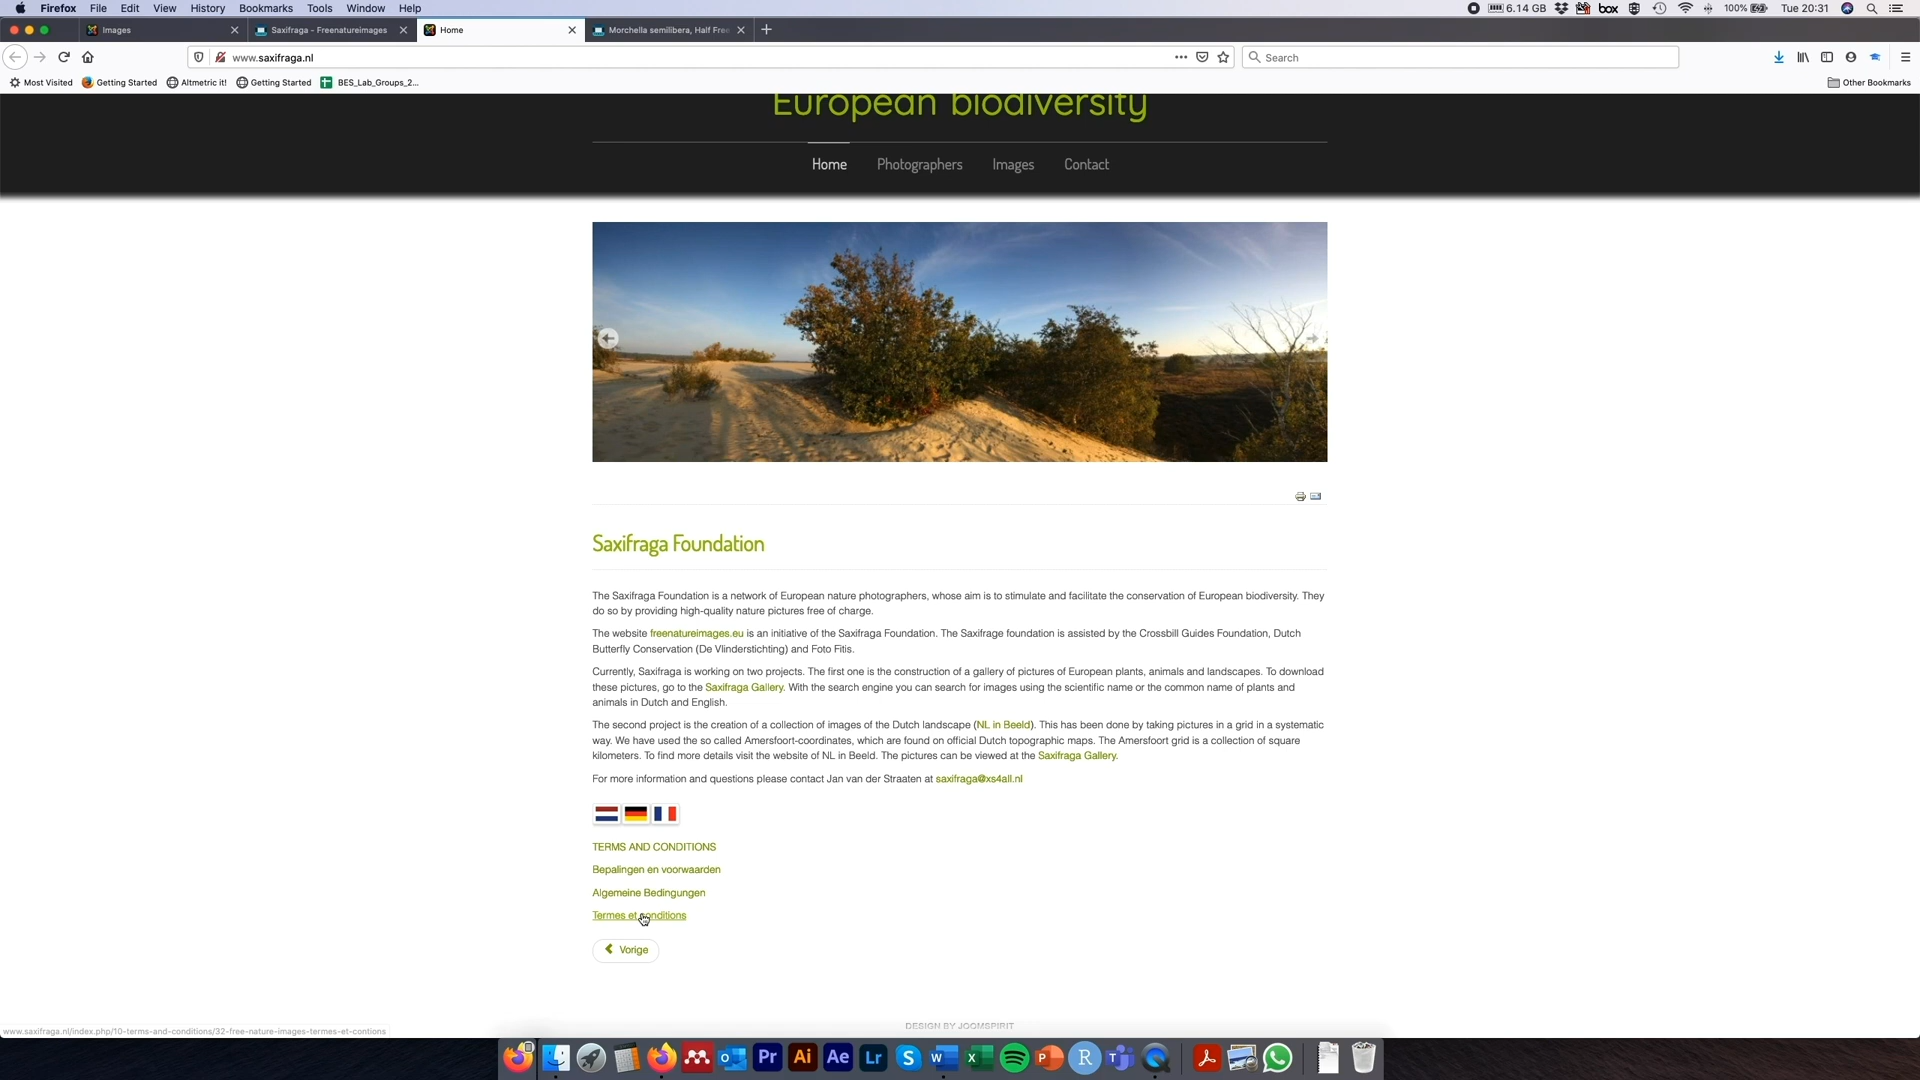 Firefox File Edit View History Bookmarks Tools Window Help 6.14 GB box 100% Tue 20:31
Images Saxifraga - Freenatureimages Home Morchella semilibera, Half Free
www.saxifraga.nl Search
Most Visited Getting Started Altmetric it! Getting Started BES_Lab_Groups_2... Other Bookmarks
European biodiversity
Home Photographers Images Contact
Saxifraga Foundation
The Saxifraga Foundation is a network of European nature photographers, whose aim is to stimulate and facilitate the conservation of European biodiversity. They
do so by providing high-quality nature pictures free of charge.
The website freenatureimages.eu is an initiative of the Saxifraga Foundation. The Saxifrage foundation is assisted by the Crossbill Guides Foundation, Dutch
Butterfly Conservation (De Vlinderstichting) and Foto Fitis.
Currently, Saxifraga is working on two projects. The first one is the construction of a gallery of pictures of European plants, animals and landscapes. To download
these pictures, go to the Saxifraga Gallery. With the search engine you can search for images using the scientific name or the common name of plants and
animals in Dutch and English.
The second project is the creation of a collection of images of the Dutch landscape (NL in Beeld). This has been done by taking pictures in a grid in a systematic
way. We have used the so called Amersfoort-coordinates, which are found on official Dutch topographic maps. The Amersfoort grid is a collection of square
kilometers. To find more details visit the website of NL in Beeld. The pictures can be viewed at the Saxifraga Gallery.
For more information and questions please contact Jan van der Straaten at saxifraga@xs4all.nl
TERMS AND CONDITIONS
Bepalingen en voorwaarden
Algemeine Bedingungen
Termes et conditions
Vorige
DESIGN BY JOOMSPIRIT
www.saxifraga.nl/index.php/10-terms-and-conditions/32-free-nature-images-termes-et-contions
Pr Ai Ae Lr S W X P R T